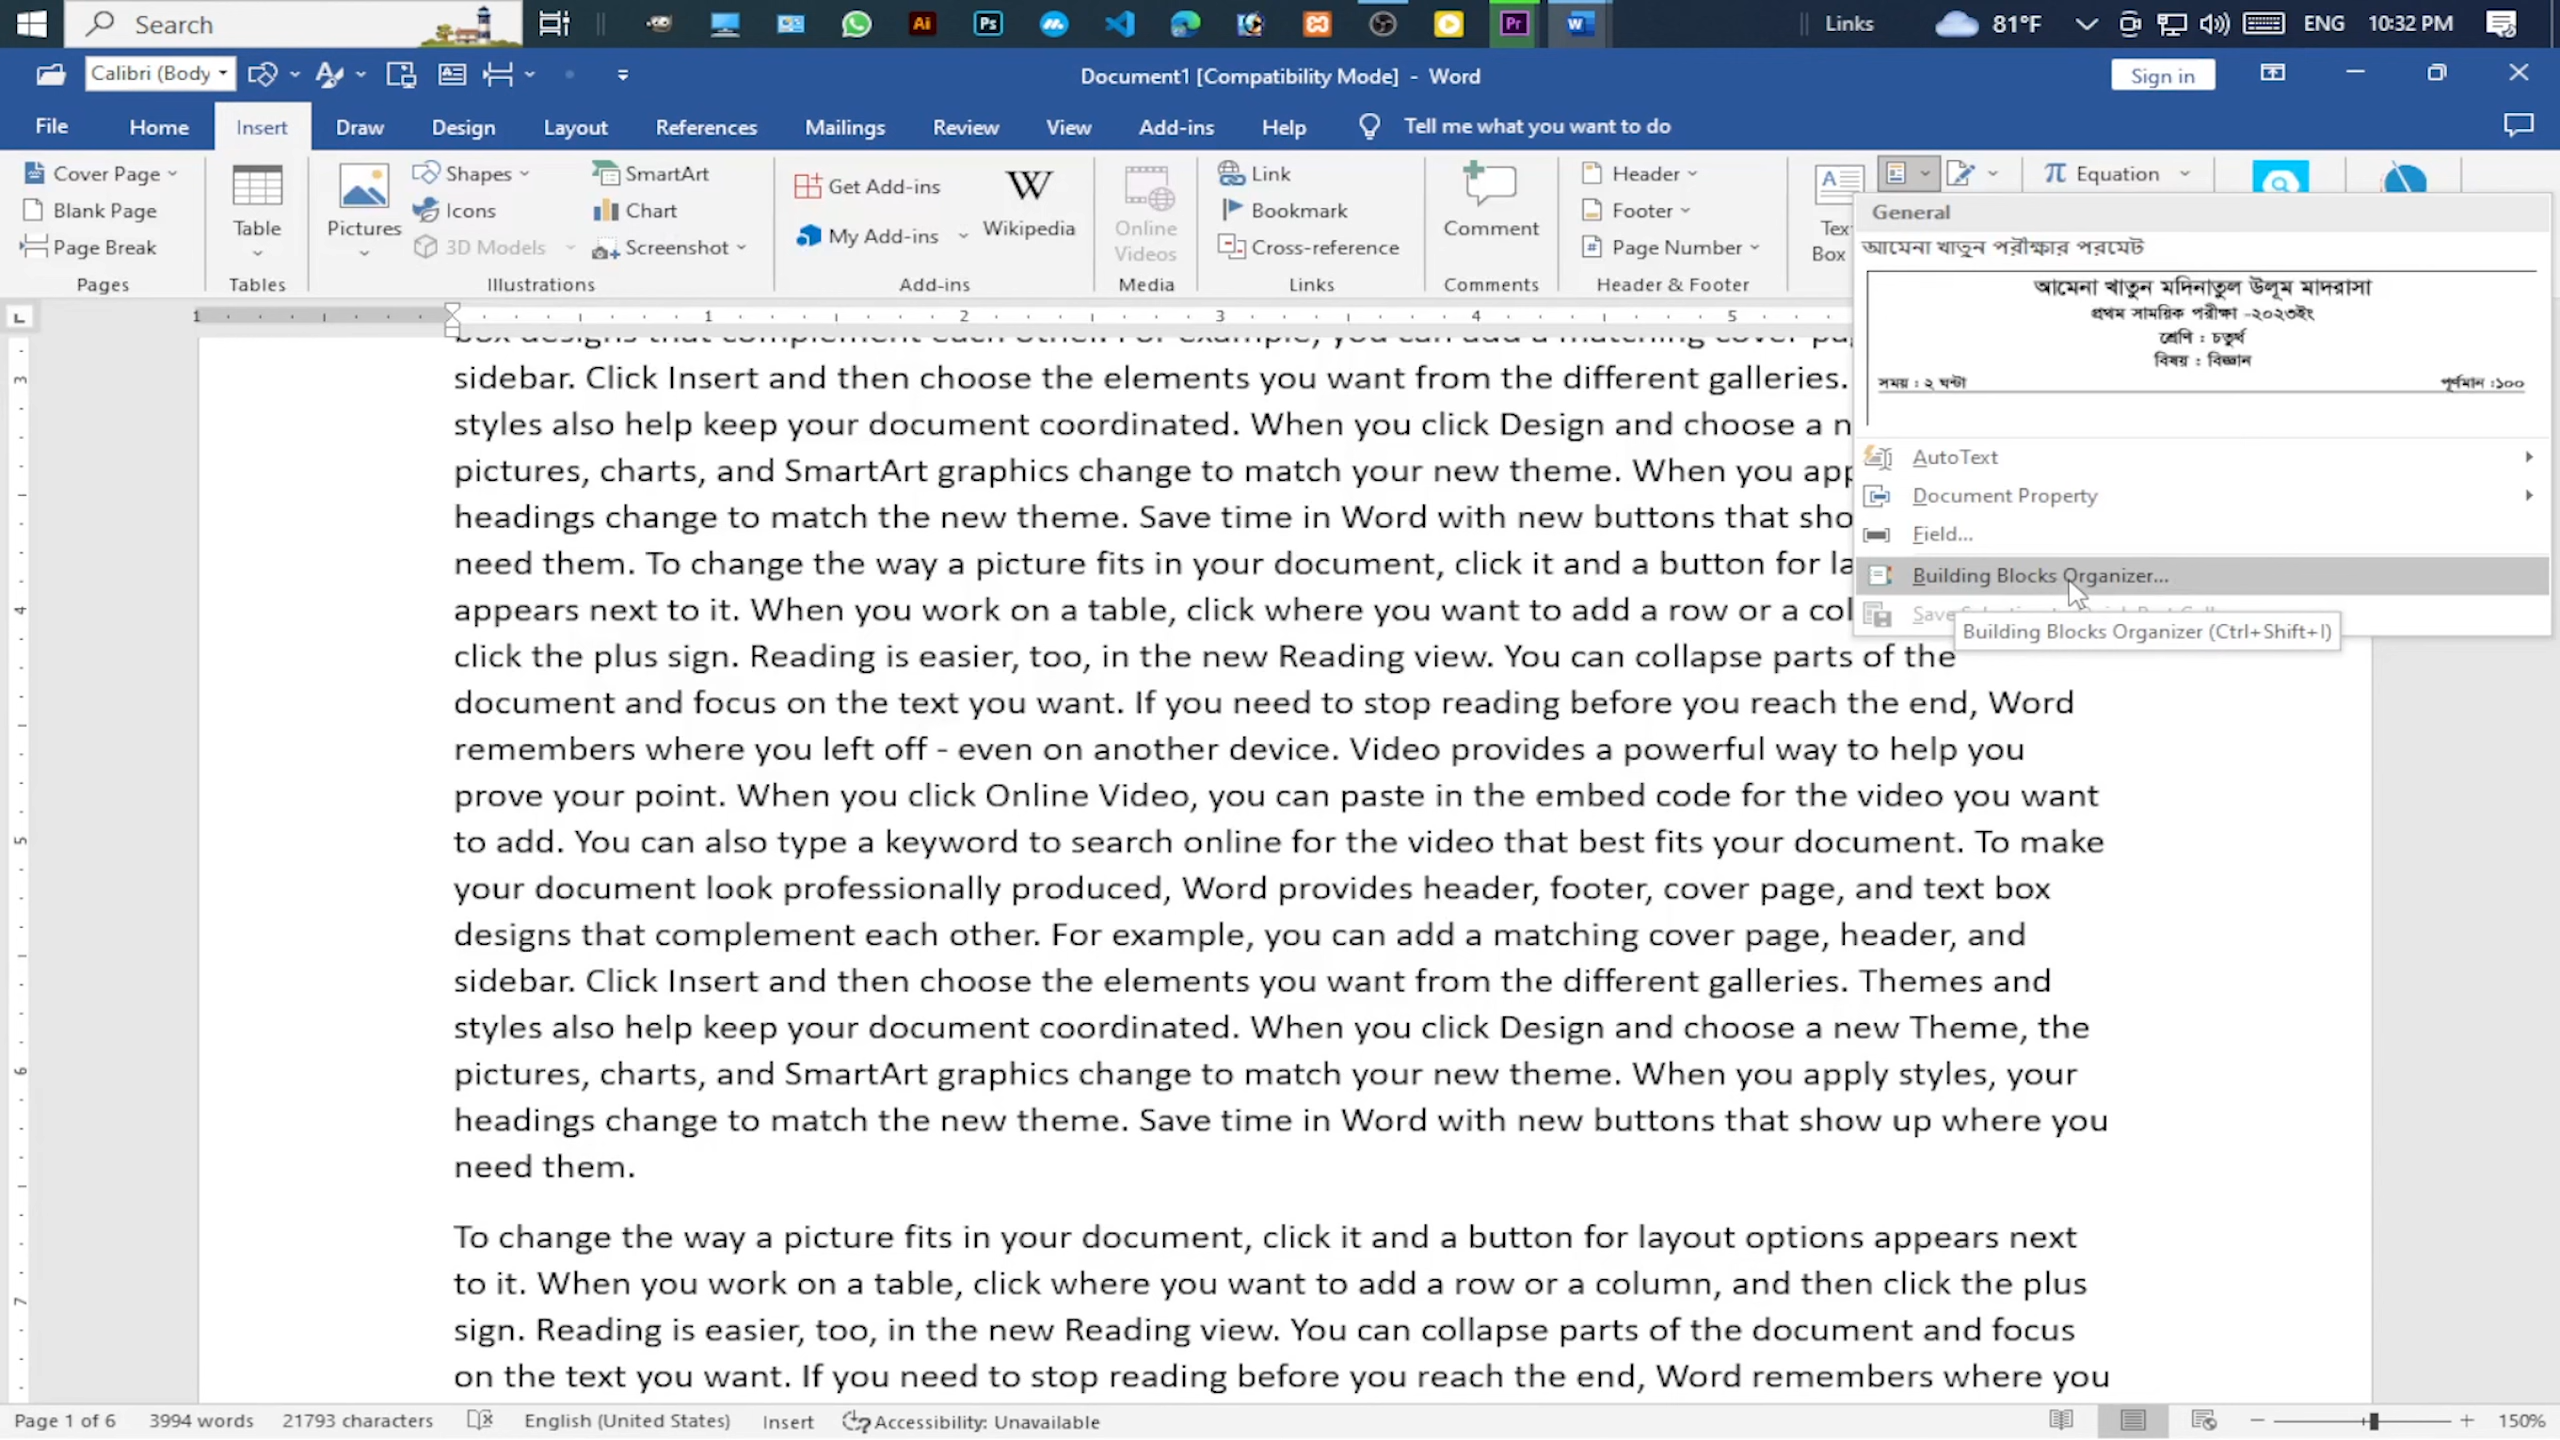 Search
Links
81°F
ENG
10:32 PM
Calibri (Body
Document1 [Compatibility Mode] - Word
Sign in
File
Home
Insert
Draw
Design
Layout
References
Mailings
Review
View
Add-ins
Help
Tell me what you want to do
Cover Page
Blank Page
Page Break
Pages
Table
Tables
Pictures
Shapes
Icons
3D Models
SmartArt
Chart
Screenshot
Illustrations
Get Add-ins
My Add-ins
Wikipedia
Add-ins
Online
Videos
Media
Link
Bookmark
Cross-reference
Links
Comment
Comments
Header
Footer
Page Number
Header & Footer
Box
Equation
General
আমেনা খাতুন পরীক্ষার পরমেট
আমেনা খাতুন মদিনাতুল উলূম মাদরাসা
প্রথম সাময়িক পরীক্ষা -২০২৩ইং
শ্রেণি : চতুর্থ
বিষয় : বিজ্ঞান
সময় : ২ ঘন্টা পূর্ণমান :১০০
AutoText
Document Property
Field...
Building Blocks Organizer...
Building Blocks Organizer (Ctrl+Shift+I)
box designs that complement each other. For example, you can add a matching cover
sidebar. Click Insert and then choose the elements you want from the different galleries.
styles also help keep your document coordinated. When you click Design and choose a
pictures, charts, and SmartArt graphics change to match your new theme. When you
headings change to match the new theme. Save time in Word with new buttons that
need them. To change the way a picture fits in your document, click it and a button for
appears next to it. When you work on a table, click where you want to add a row or a
click the plus sign. Reading is easier, too, in the new Reading view. You can collapse parts of the
document and focus on the text you want. If you need to stop reading before you reach the end, Word
remembers where you left off - even on another device. Video provides a powerful way to help you
prove your point. When you click Online Video, you can paste in the embed code for the video you want
to add. You can also type a keyword to search online for the video that best fits your document. To make
your document look professionally produced, Word provides header, footer, cover page, and text box
designs that complement each other. For example, you can add a matching cover page, header, and
sidebar. Click Insert and then choose the elements you want from the different galleries. Themes and
styles also help keep your document coordinated. When you click Design and choose a new Theme, the
pictures, charts, and SmartArt graphics change to match your new theme. When you apply styles, your
headings change to match the new theme. Save time in Word with new buttons that show up where you
need them.
To change the way a picture fits in your document, click it and a button for layout options appears next
to it. When you work on a table, click where you want to add a row or a column, and then click the plus
sign. Reading is easier, too, in the new Reading view. You can collapse parts of the document and focus
on the text you want. If you need to stop reading before you reach the end, Word remembers where you
Page 1 of 6
3994 words
21793 characters
English (United States)
Insert
Accessibility: Unavailable
150%